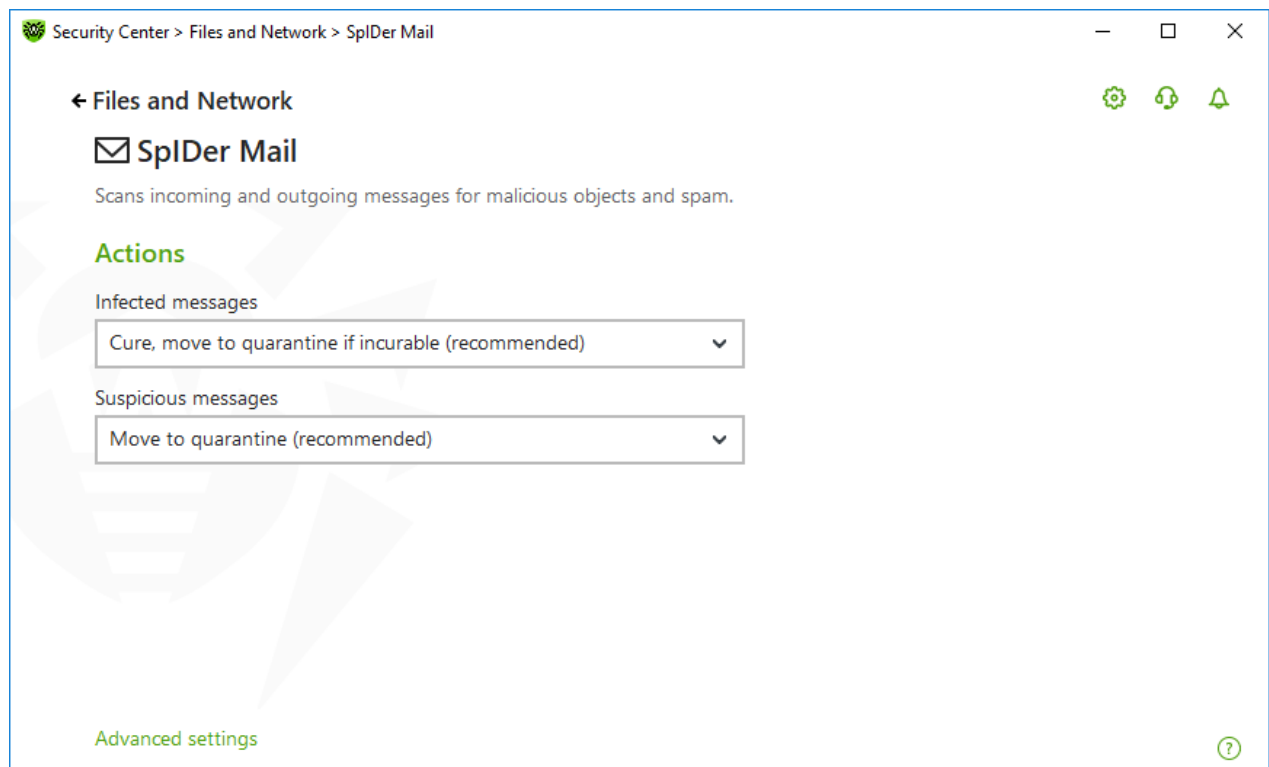 Security Center > Files and Network > SpIDer Mail
Files and Network
SpIDer Mail
Scans incoming and outgoing messages for malicious objects and spam.
Actions
Infected messages
Cure, move to quarantine if incurable (recommended)
Suspicious messages
Move to quarantine (recommended)
Advanced settings
?